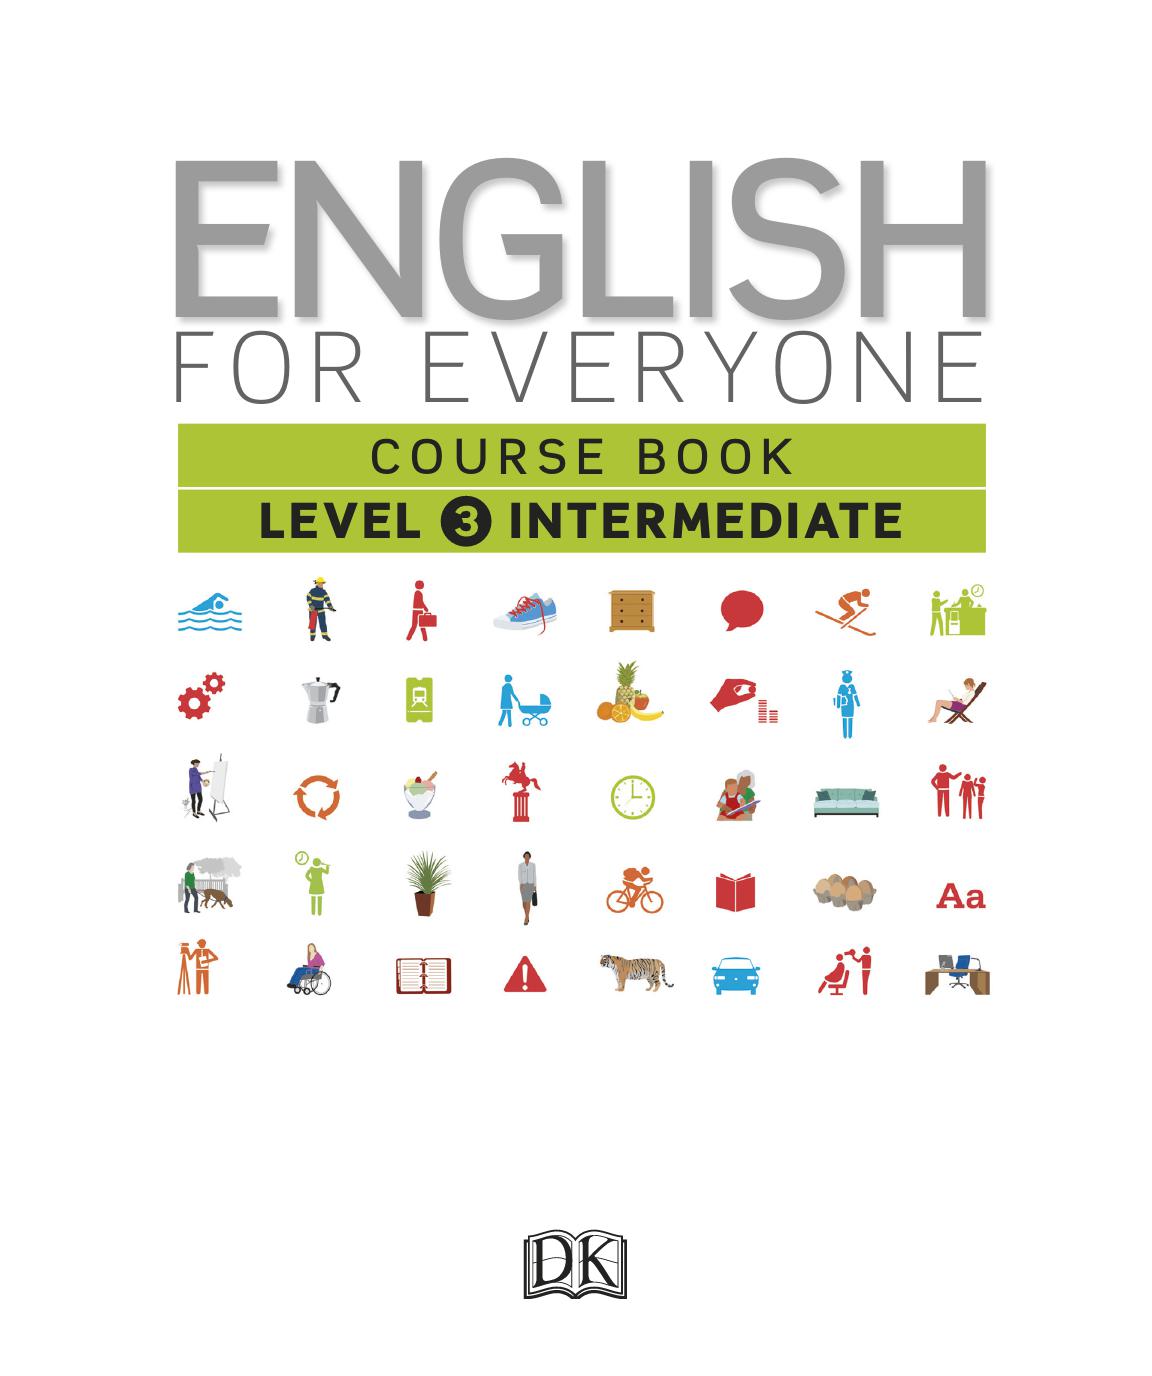 ENGLISH
FOR EVERYONE
COURSE BOOK
LEVEL 3 INTERMEDIATE
Aa
DK